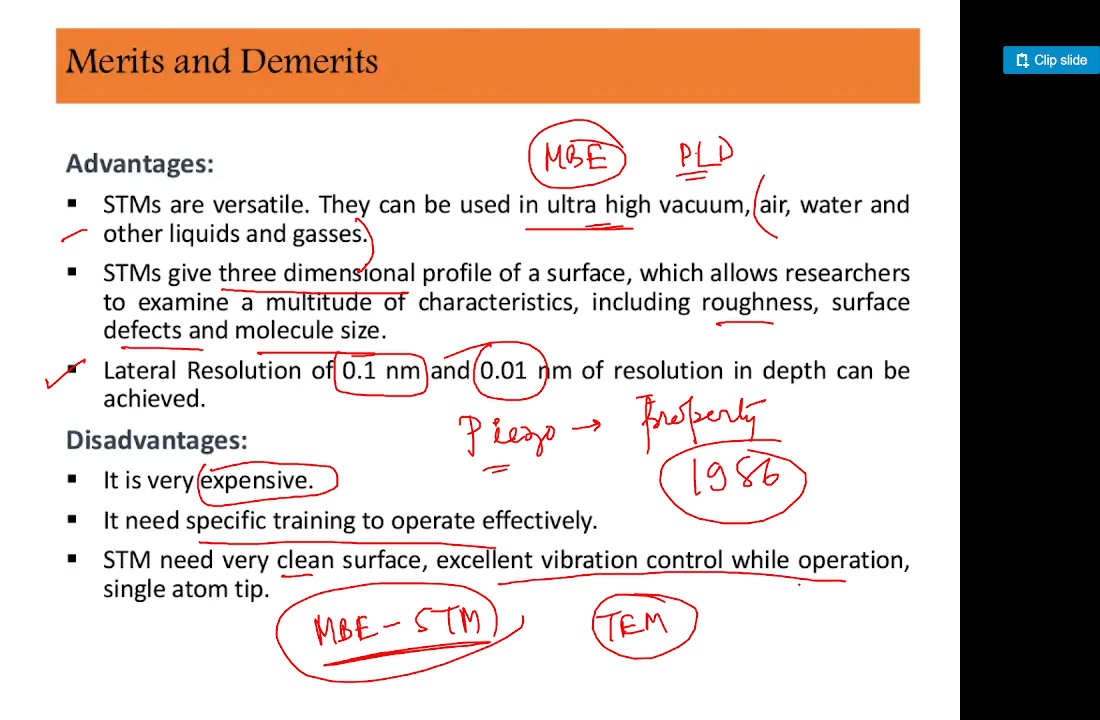 Merits and Demerits
Clip slide
MBE PLD
Advantages:
▪ STMs are versatile. They can be used in ultra high vacuum, air, water and
other liquids and gasses.
▪ STMs give three dimensional profile of a surface, which allows researchers
to examine a multitude of characteristics, including roughness, surface
defects and molecule size.
▪ Lateral Resolution of 0.1 nm and 0.01 nm of resolution in depth can be
achieved.
Piezo → Property
Disadvantages:
1986
▪ It is very expensive.
▪ It need specific training to operate effectively.
▪ STM need very clean surface, excellent vibration control while operation,
single atom tip.
MBE - STM TEM